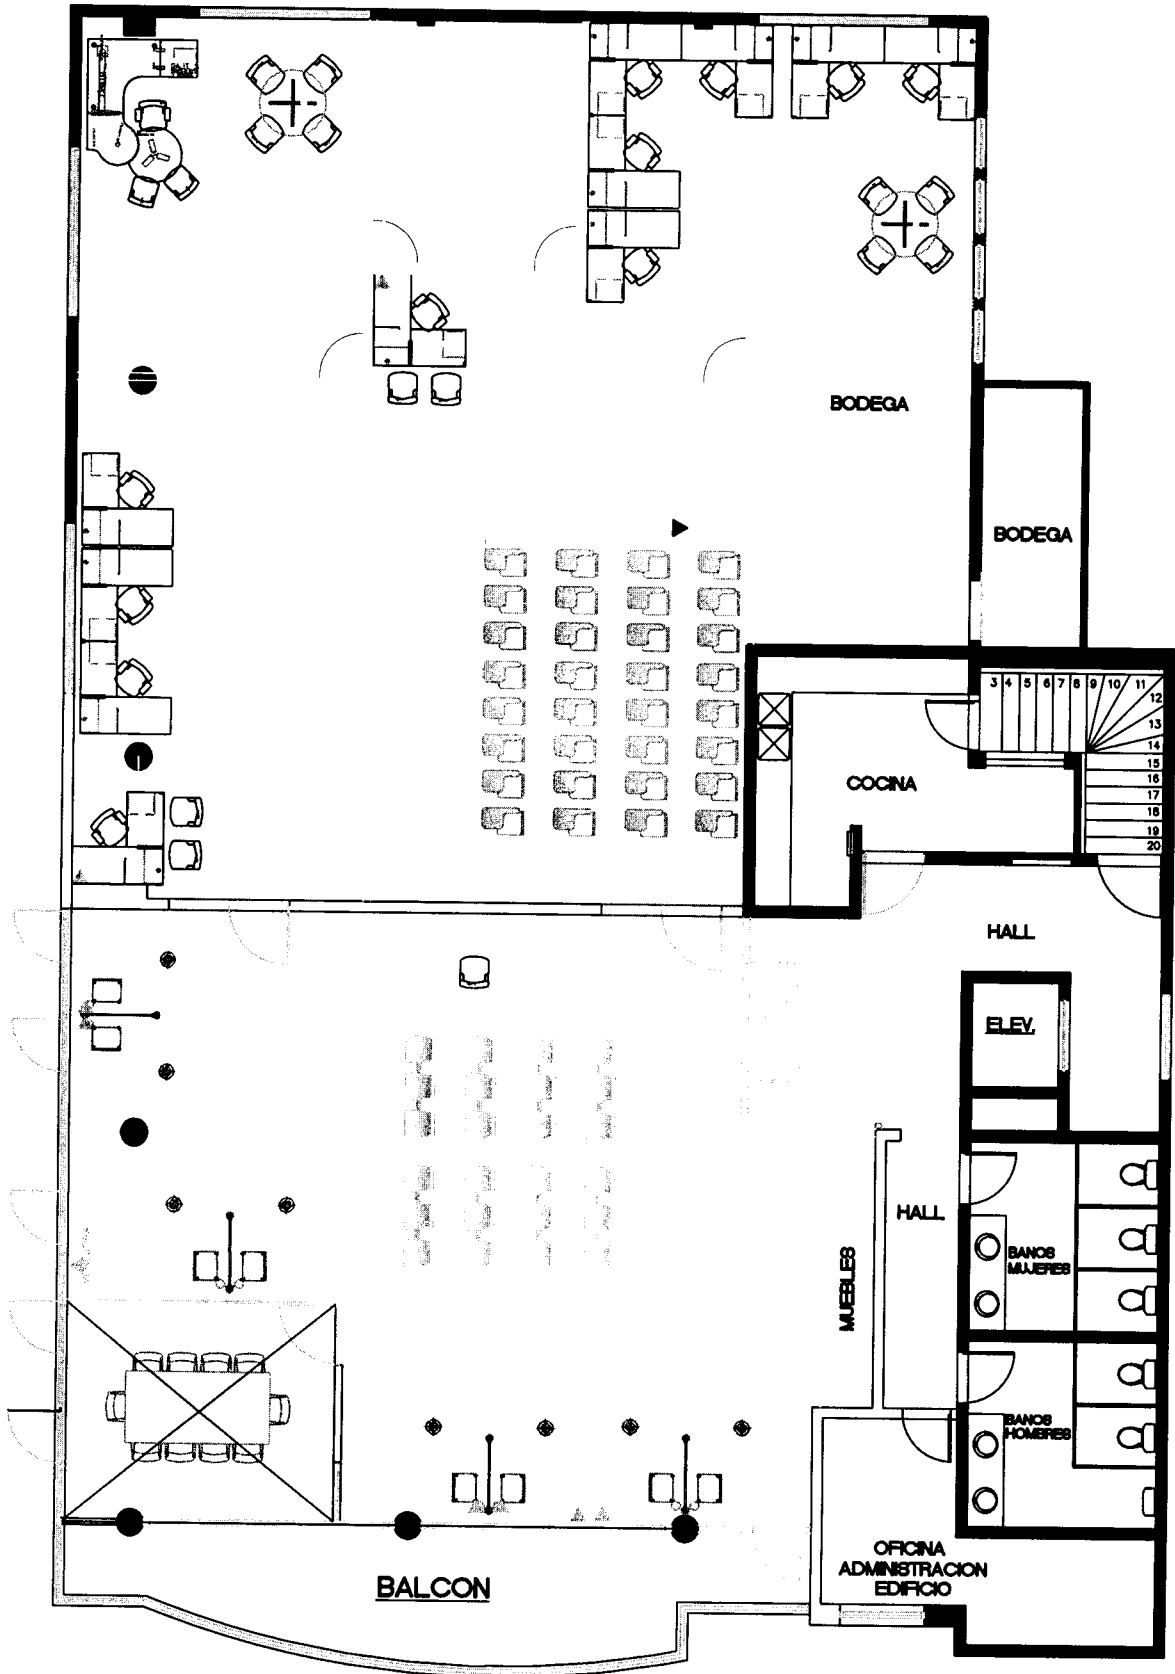 BODEGA
BODEGA
3 4 5 6 7 8 9 10 11
12
13
14
15
16
17
18
19
20
COCINA
HALL
ELEV.
HALL
MUEBLES
BANOS
MUJERES
BANOS
HOMBRES
OFICINA
ADMINISTRACION
EDIFICIO
BALCON